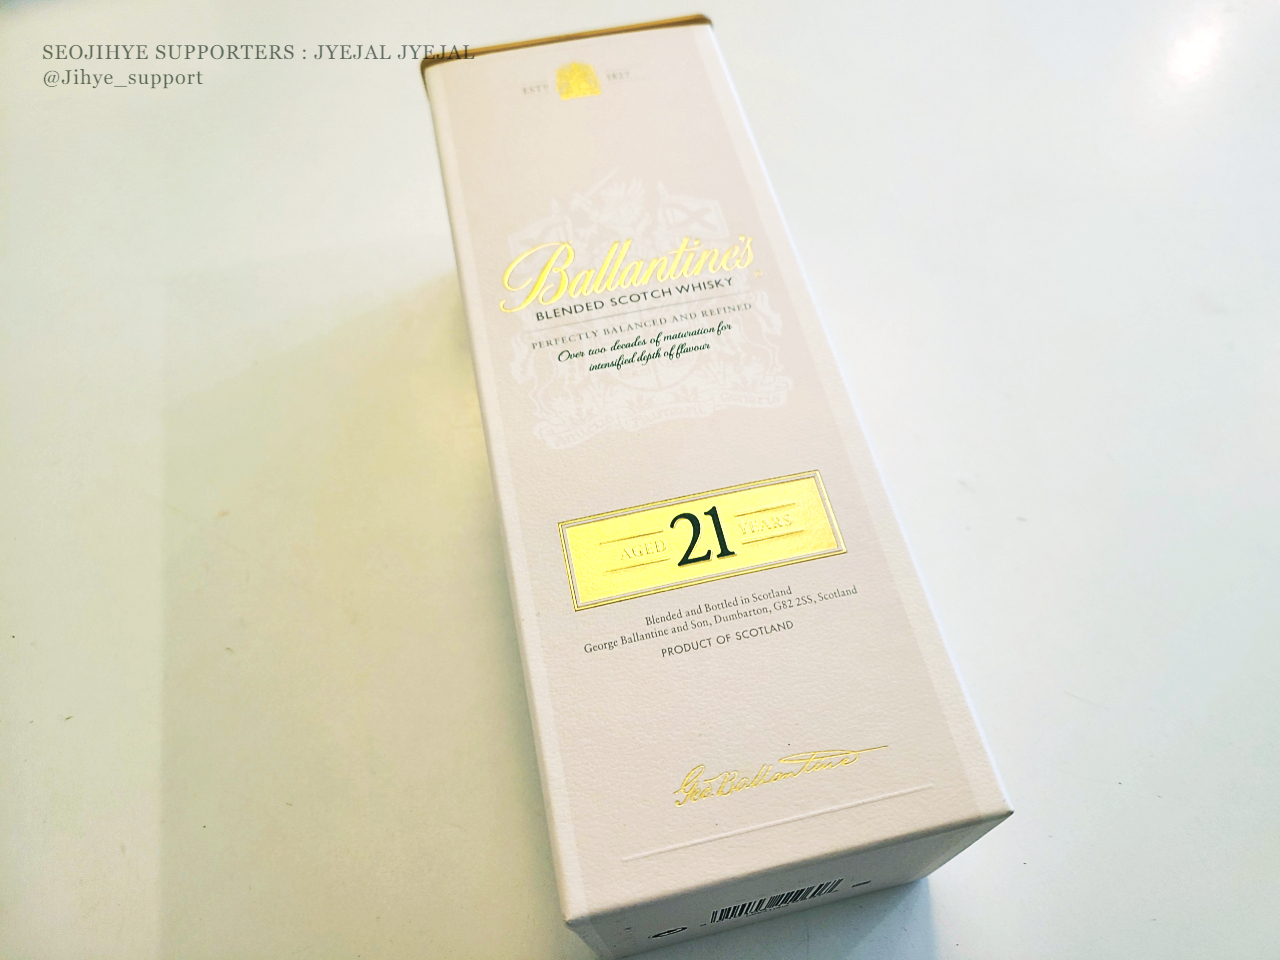 SEOJIHYE SUPPORTERS : JYEJAL JYEJAL
@Jihye_support
ESTD 1827
Ballantine's
BLENDED SCOTCH WHISKY
PERFECTLY BALANCED AND REFINED
Over two decades of maturation for
intensified depth of flavour
AGED 21 YEARS
Blended and Bottled in Scotland
George Ballantine and Son, Dumbarton, G82 2SS, Scotland
PRODUCT OF SCOTLAND
Geo. Ballantine